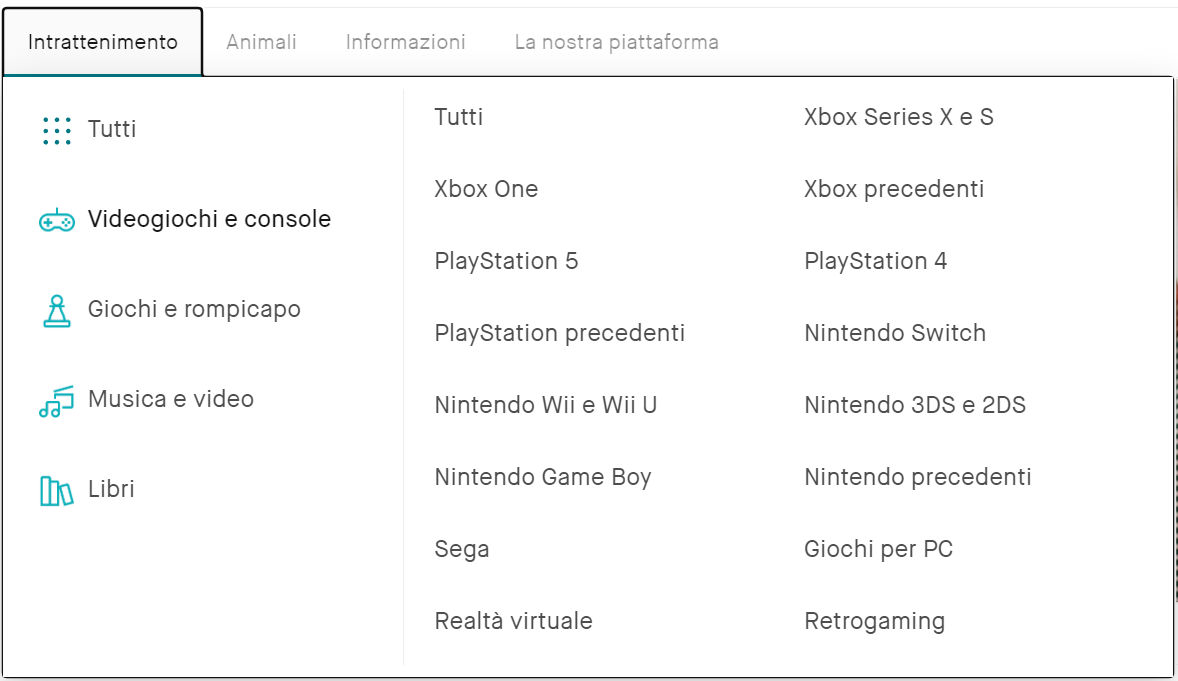 Intrattenimento
Animali
Informazioni
La nostra piattaforma
Tutti
Videogiochi e console
Giochi e rompicapo
Musica e video
Libri
Tutti
Xbox Series X e S
Xbox One
Xbox precedenti
PlayStation 5
PlayStation 4
PlayStation precedenti
Nintendo Switch
Nintendo Wii e Wii U
Nintendo 3DS e 2DS
Nintendo Game Boy
Nintendo precedenti
Sega
Giochi per PC
Realtà virtuale
Retrogaming